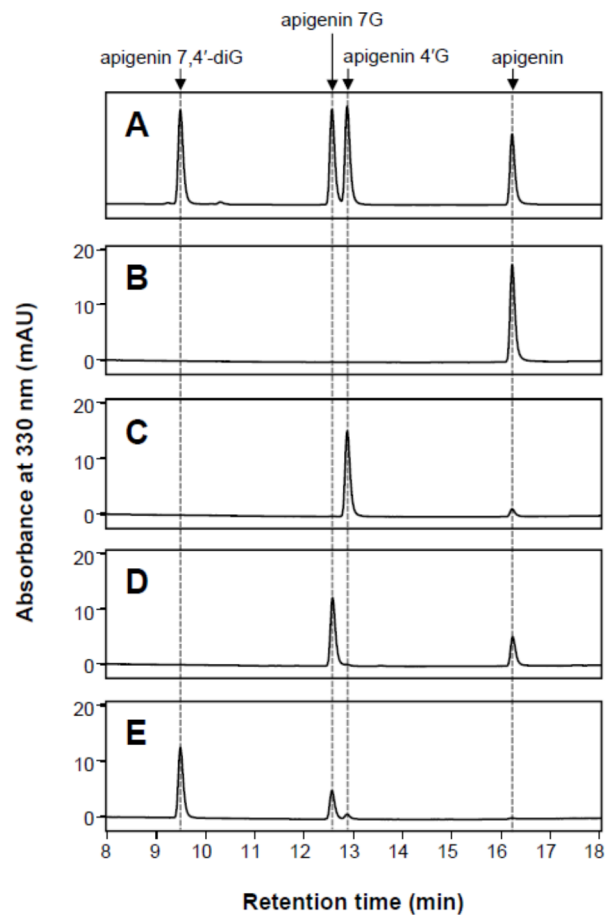 apigenin 7G
apigenin 7,4′-diG
apigenin 4′G
apigenin
A
20
10
0
B
20
10
0
C
20
10
0
D
20
10
0
E
Absorbance at 330 nm (mAU)
8 9 10 11 12 13 14 15 16 17 18
Retention time (min)